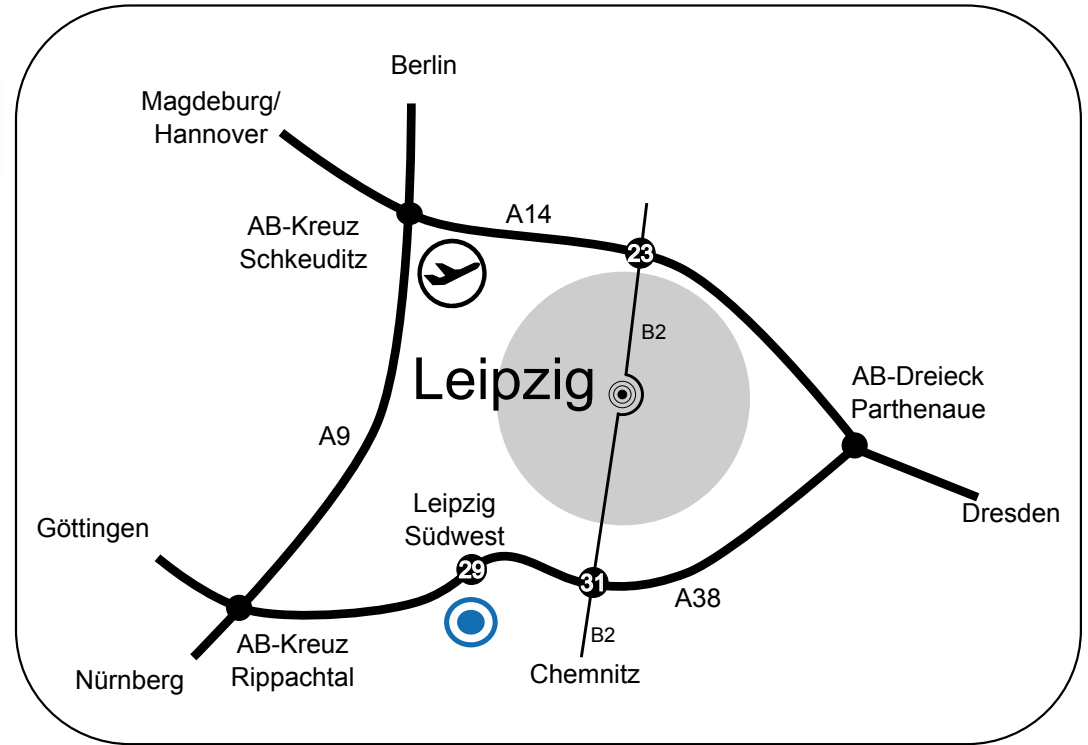 Berlin
Magdeburg/
Hannover
A14
AB-Kreuz
Schkeuditz
23
B2
Leipzig
AB-Dreieck
Parthenaue
A9
Leipzig
Südwest
Dresden
Göttingen
29
31
A38
B2
AB-Kreuz
Rippachtal
Chemnitz
Nürnberg